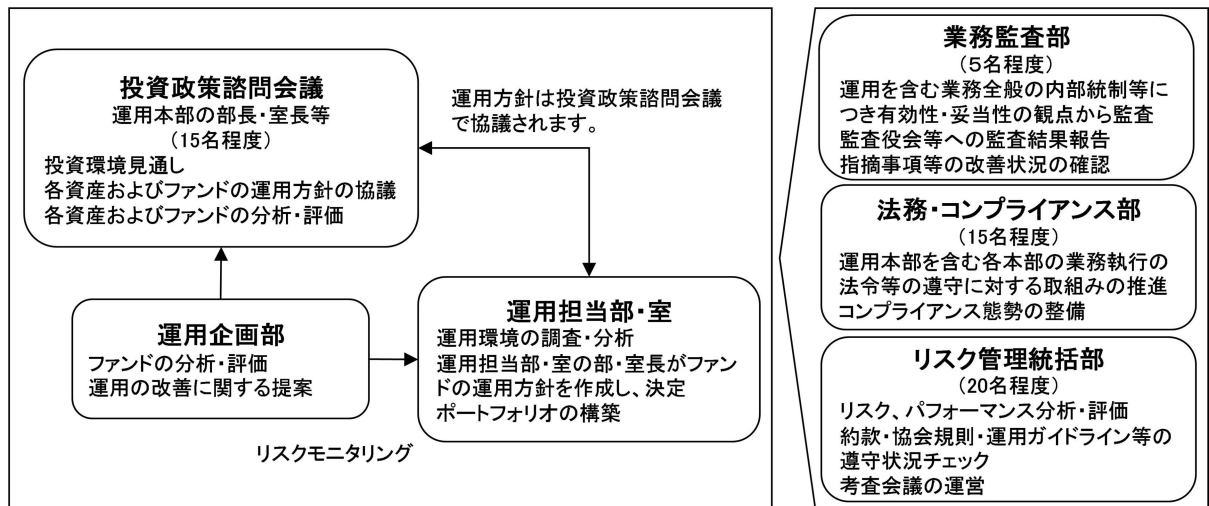 投資政策諮問会議
運用本部の部長・室長等
(15名程度)
投資環境見通し
各資産およびファンドの運用方針の協議
各資産およびファンドの分析・評価
運用方針は投資政策諮問会議
で協議されます。
運用企画部
ファンドの分析・評価
運用の改善に関する提案
運用担当部・室
運用環境の調査・分析
運用担当部・室の部・室長がファン
ドの運用方針を作成し、決定
ポートフォリオの構築
リスクモニタリング
業務監査部
(5名程度)
運用を含む業務全般の内部統制等に
つき有効性・妥当性の観点から監査
監査役会等への監査結果報告
指摘事項等の改善状況の確認
法務・コンプライアンス部
(15名程度)
運用本部を含む各本部の業務執行の
法令等の遵守に対する取組みの推進
コンプライアンス態勢の整備
リスク管理統括部
(20名程度)
リスク、パフォーマンス分析・評価
約款・協会規則・運用ガイドライン等の
遵守状況チェック
考査会議の運営